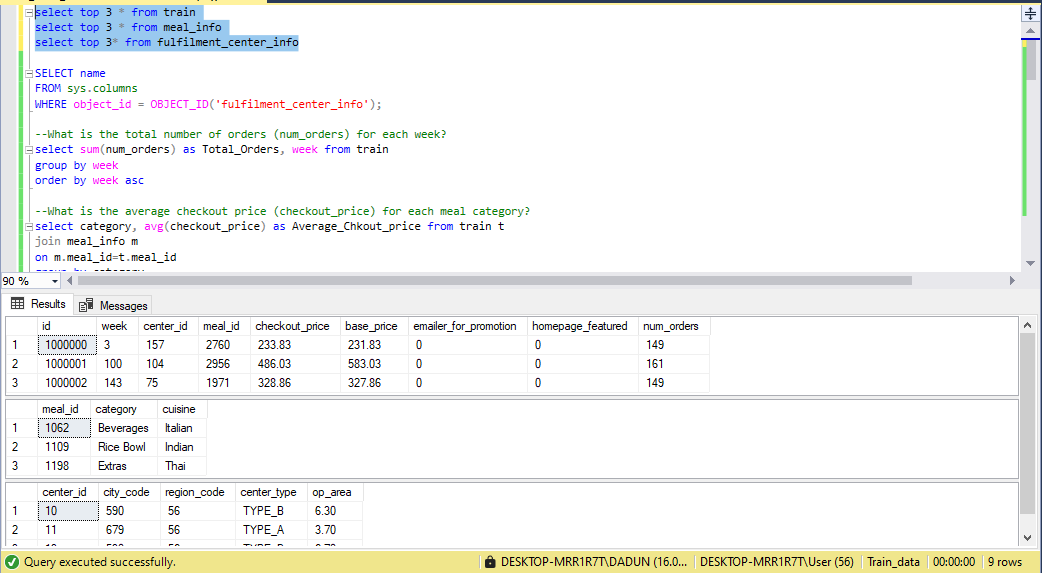 select top 3 * from train
select top 3 * from meal_info
select top 3* from fulfilment_center_info
SELECT name
FROM sys.columns
WHERE object_id = OBJECT_ID('fulfilment_center_info');
--What is the total number of orders (num_orders) for each week?
select sum(num_orders) as Total_Orders, week from train
group by week
order by week asc
--What is the average checkout price (checkout_price) for each meal category?
select category, avg(checkout_price) as Average_Chkout_price from train t
join meal_info m
on m.meal_id=t.meal_id
90 %
Results Messages
id week center_id meal_id checkout_price base_price emailer_for_promotion homepage_featured num_orders
1 1000000 3 157 2760 233.83 231.83 0 0 149
2 1000001 100 104 2956 486.03 583.03 0 0 161
3 1000002 143 75 1971 328.86 327.86 0 0 149
meal_id category cuisine
1 1062 Beverages Italian
2 1109 Rice Bowl Indian
3 1198 Extras Thai
center_id city_code region_code center_type op_area
1 10 590 56 TYPE_B 6.30
2 11 679 56 TYPE_A 3.70
Query executed successfully. DESKTOP-MRR1R7T\DADUN (16.0... DESKTOP-MRR1R7T\User (56) Train_data 00:00:00 9 rows